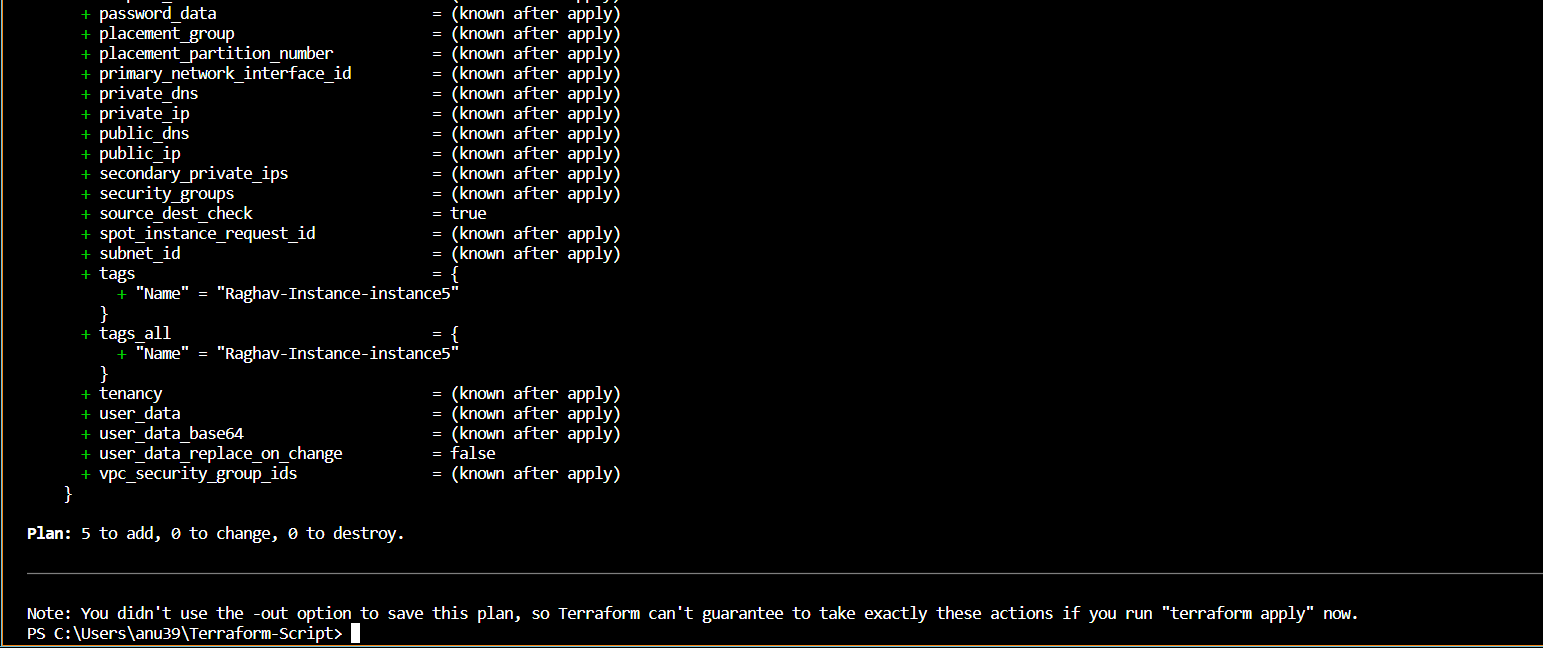 + password_data = (known after apply)
+ placement_group = (known after apply)
+ placement_partition_number = (known after apply)
+ primary_network_interface_id = (known after apply)
+ private_dns = (known after apply)
+ private_ip = (known after apply)
+ public_dns = (known after apply)
+ public_ip = (known after apply)
+ secondary_private_ips = (known after apply)
+ security_groups = (known after apply)
+ source_dest_check = true
+ spot_instance_request_id = (known after apply)
+ subnet_id = (known after apply)
+ tags = {
+ "Name" = "Raghav-Instance-instance5"
}
+ tags_all = {
+ "Name" = "Raghav-Instance-instance5"
}
+ tenancy = (known after apply)
+ user_data = (known after apply)
+ user_data_base64 = (known after apply)
+ user_data_replace_on_change = false
+ vpc_security_group_ids = (known after apply)
}
Plan: 5 to add, 0 to change, 0 to destroy.
Note: You didn't use the -out option to save this plan, so Terraform can't guarantee to take exactly these actions if you run "terraform apply" now.
PS C:\Users\anu39\Terraform-Script>